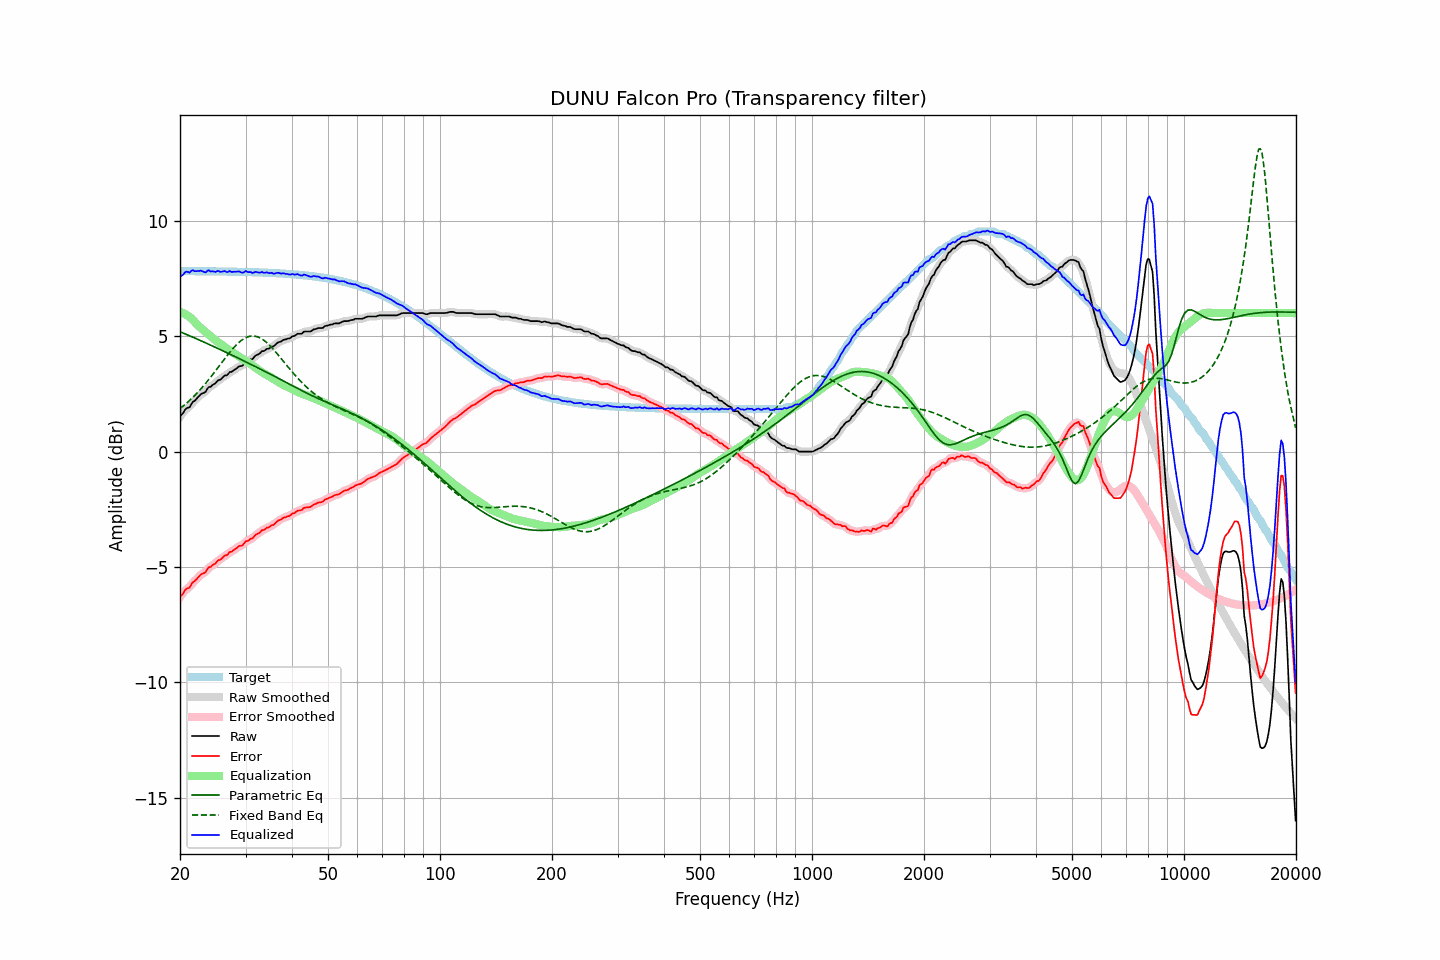 DUNU Falcon Pro (Transparency filter)
Amplitude (dBr)
10
5
0
−5
−10
−15
Target
Raw Smoothed
Error Smoothed
Raw
Error
Equalization
Parametric Eq
Fixed Band Eq
Equalized
20 50 100 200 500 1000 2000 5000 10000 20000
Frequency (Hz)